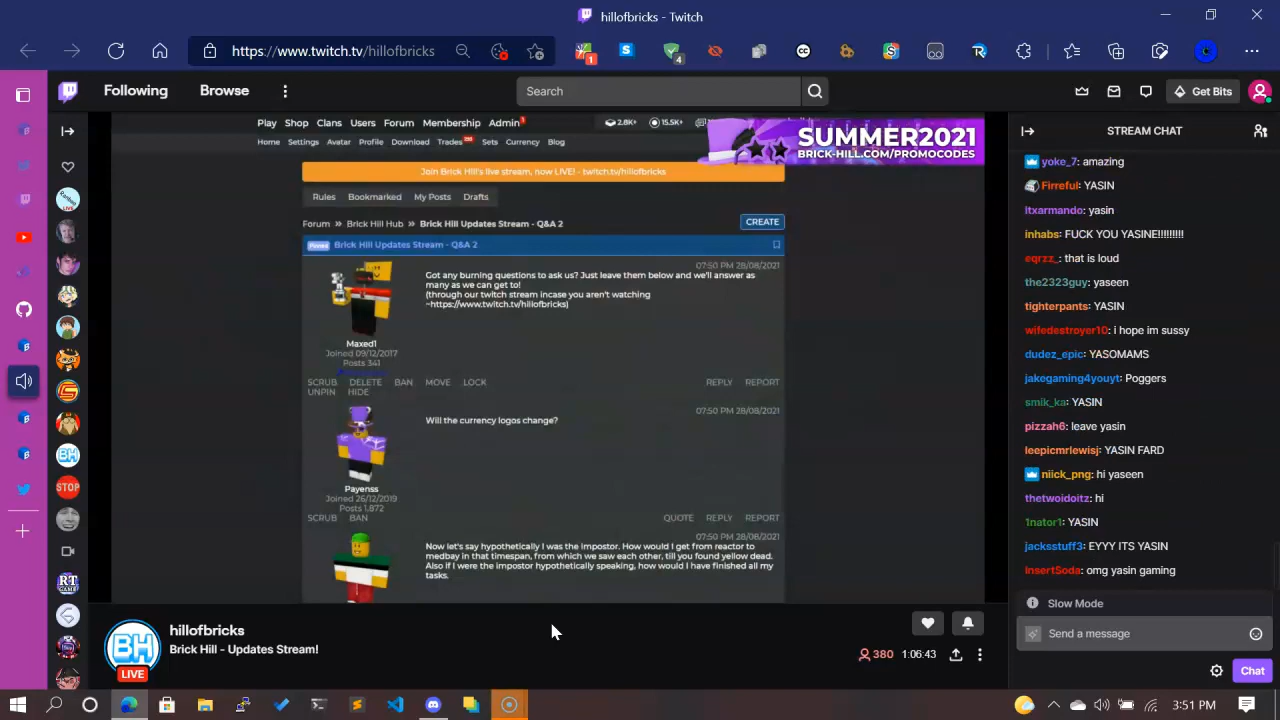 hillofbricks - Twitch
https://www.twitch.tv/hillofbricks
1
4
Following
Browse
Search
Get Bits
Play Shop Clans Users Forum Membership Admin
2.8K+ 15.5K+
Home Settings Avatar Profile Download Trades Sets Currency Blog
SUMMER2021
BRICK-HILL.COM/PROMOCODES
Join Brick Hill's live stream, now LIVE! - twitch.tv/hillofbricks
Rules Bookmarked My Posts Drafts
Forum » Brick Hill Hub » Brick Hill Updates Stream - Q&A 2
CREATE
Pinned Brick Hill Updates Stream - Q&A 2
07:50 PM 28/08/2021
Got any burning questions to ask us? Just leave them below and we'll answer as
many as we can get to!
(through our twitch stream incase you aren't watching
~https://www.twitch.tv/hillofbricks)
Maxed1
Joined 09/12/2017
Posts 341
SCRUB DELETE BAN MOVE LOCK
UNPIN HIDE
REPLY REPORT
07:50 PM 28/08/2021
Will the currency logos change?
Payenss
Joined 26/12/2019
Posts 1,872
SCRUB BAN
QUOTE REPLY REPORT
07:50 PM 28/08/2021
Now let's say hypothetically I was the impostor. How would I get from reactor to
medbay in that timespan, from which we saw each other, till you found yellow dead.
Also if I were the impostor hypothetically speaking, how would I have finished all my
tasks.
BH
LIVE
hillofbricks
Brick Hill - Updates Stream!
380 1:06:43
STREAM CHAT
yoke_7: amazing
Firreful: YASIN
itxarmando: yasin
inhabs: FUCK YOU YASINE!!!!!!!!!
eqrzz_: that is loud
the2323guy: yaseen
tighterpants: YASIN
wifedestroyer10: i hope im sussy
dudez_epic: YASOMAMS
jakegaming4youyt: Poggers
smik_ka: YASIN
pizzah6: leave yasin
leepicmrlewisj: YASIN FARD
niick_png: hi yaseen
thetwoidoitz: hi
1nator1: YASIN
jacksstuff3: EYYY ITS YASIN
insertSoda: omg yasin gaming
Slow Mode
Send a message
Chat
BH
STOP
RT
GAME
3:51 PM